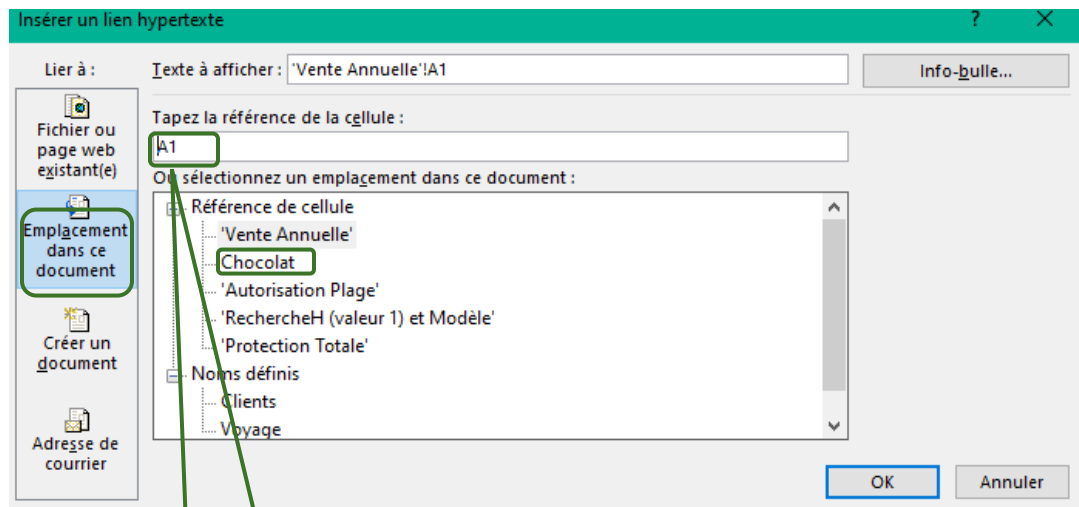 Insérer un lien hypertexte ? X
Lier à :
Texte à afficher : 'Vente Annuelle'!A1
Info-bulle...
Fichier ou
page web
existant(e)
Emplacement
dans ce
document
Créer un
document
Adresse de
courrier
Tapez la référence de la cellule :
A1
Ou sélectionnez un emplacement dans ce document :
Référence de cellule
'Vente Annuelle'
Chocolat
'Autorisation Plage'
'RechercheH (valeur 1) et Modèle'
'Protection Totale'
Noms définis
Clients
Voyage
OK
Annuler